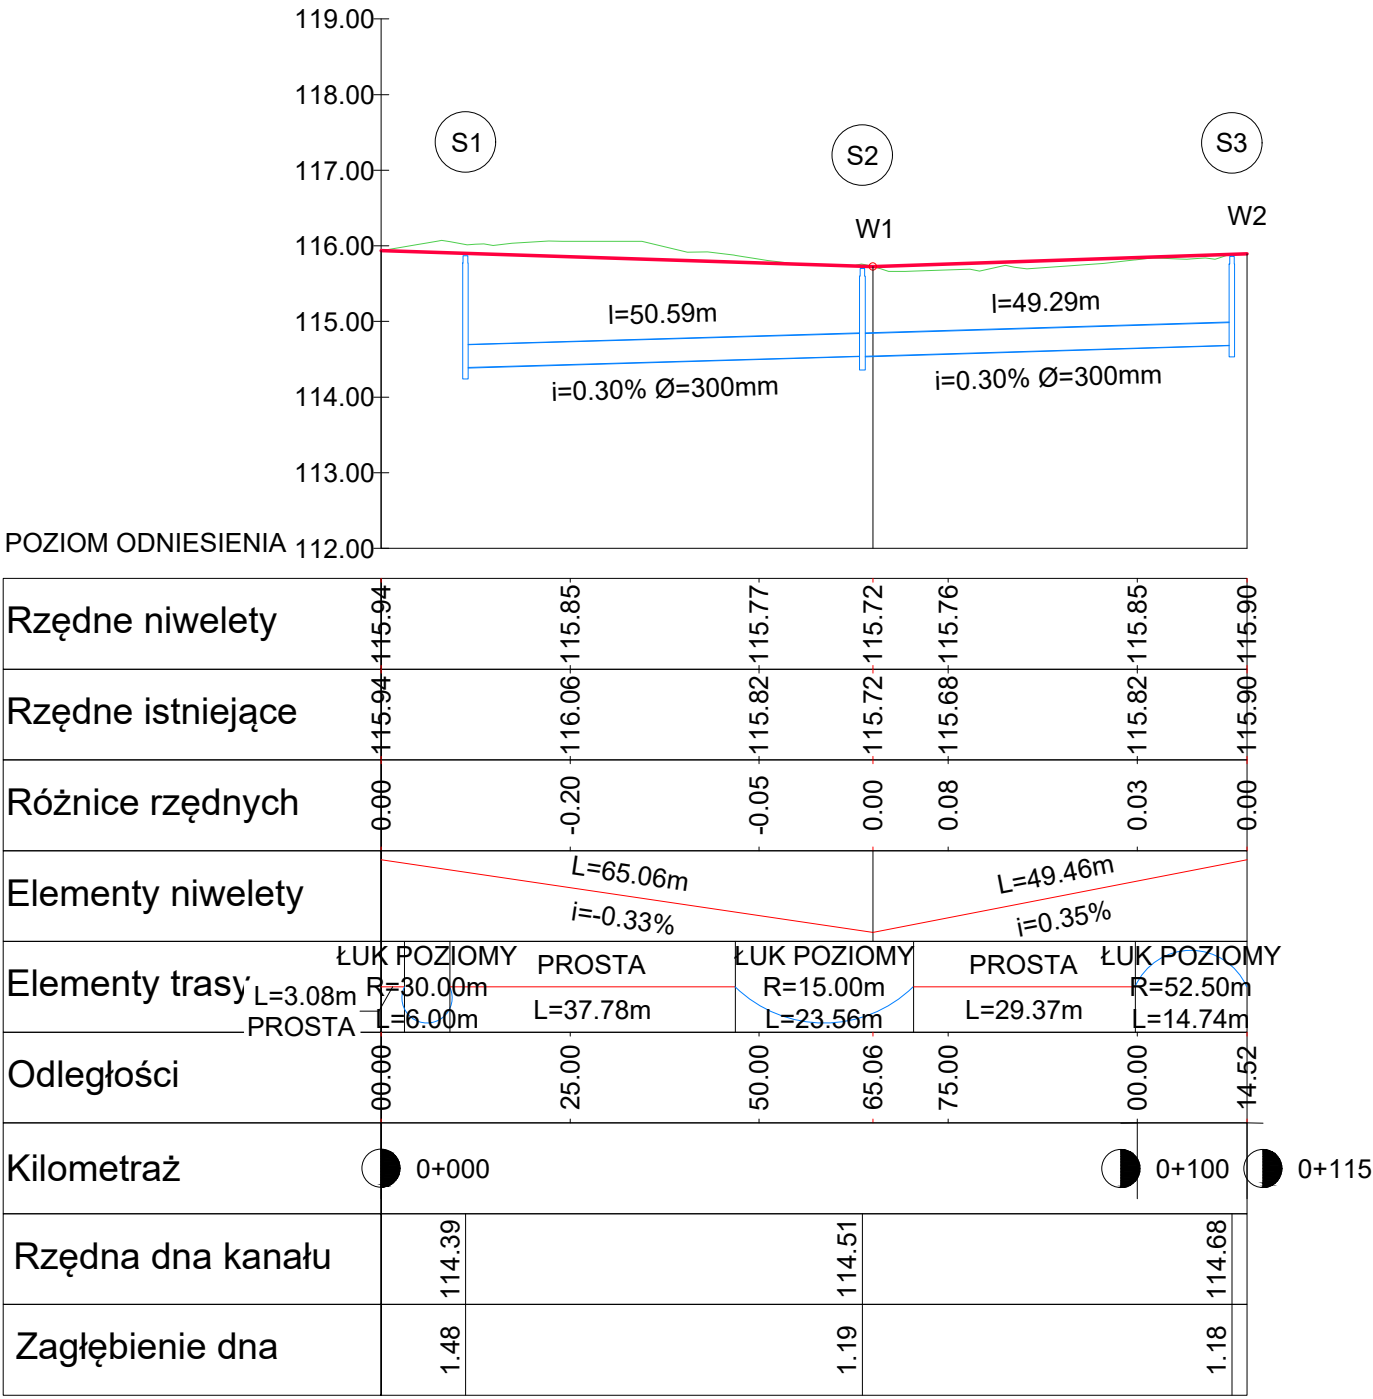 119.00
118.00
117.00
116.00
115.00
114.00
113.00
POZIOM ODNIESIENIA 112.00
S1
S2
S3
W1
W2
l=50.59m
l=49.29m
i=0.30% Ø=300mm
i=0.30% Ø=300mm
Rzędne niwelety
115.94
115.85
115.77
115.72
115.76
115.85
115.90
Rzędne istniejące
115.94
116.06
115.82
115.72
115.68
115.82
115.90
Różnice rzędnych
0.00
-0.20
-0.05
0.00
0.08
0.03
0.00
Elementy niwelety
L=65.06m
i=-0.33%
L=49.46m
i=0.35%
Elementy trasy
L=3.08m
PROSTA
ŁUK POZIOMY
R=30.00m
L=6.00m
PROSTA
L=37.78m
ŁUK POZIOMY
R=15.00m
L=23.56m
PROSTA
L=29.37m
ŁUK POZIOMY
R=52.50m
L=14.74m
Odległości
00.00
25.00
50.00
65.06
75.00
00.00
14.52
Kilometraż
0+000
0+100
0+115
Rzędna dna kanału
114.39
114.51
114.68
Zagłębienie dna
1.48
1.19
1.18